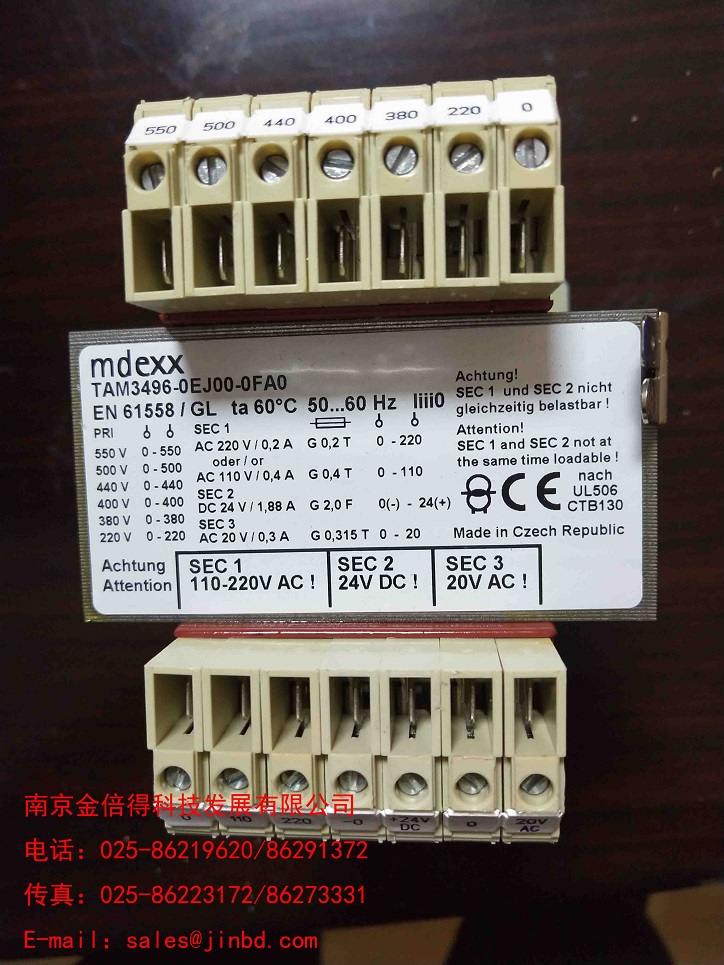 550 500 440 400 380 220 0
mdexx
TAM3496-0EJ00-0FA0
EN 61558 / GL ta 60°C 50...60 Hz Iiii0
PRI
550 V 0 - 550
500 V 0 - 500
440 V 0 - 440
400 V 0 - 400
380 V 0 - 380
220 V 0 - 220
SEC 1
AC 220 V / 0,2 A G 0,2 T 0 - 220
oder / or
AC 110 V / 0,4 A G 0,4 T 0 - 110
SEC 2
DC 24 V / 1,88 A G 2,0 F 0(-) - 24(+)
SEC 3
AC 20 V / 0,3 A G 0,315 T 0 - 20
Achtung!
SEC 1 und SEC 2 nicht
gleichzeitig belastbar !
Attention!
SEC 1 and SEC 2 not at
the same time loadable !
CE
nach
UL506
CTB130
Made in Czech Republic
Achtung
Attention
SEC 1
110-220V AC !
SEC 2
24V DC !
SEC 3
20V AC !
0 110 220 -0 +24V DC 0 20V AC
南京金倍得科技发展有限公司
电话：025-86219620/86291372
传真：025-86223172/86273331
E-mail：sales@jinbd.com